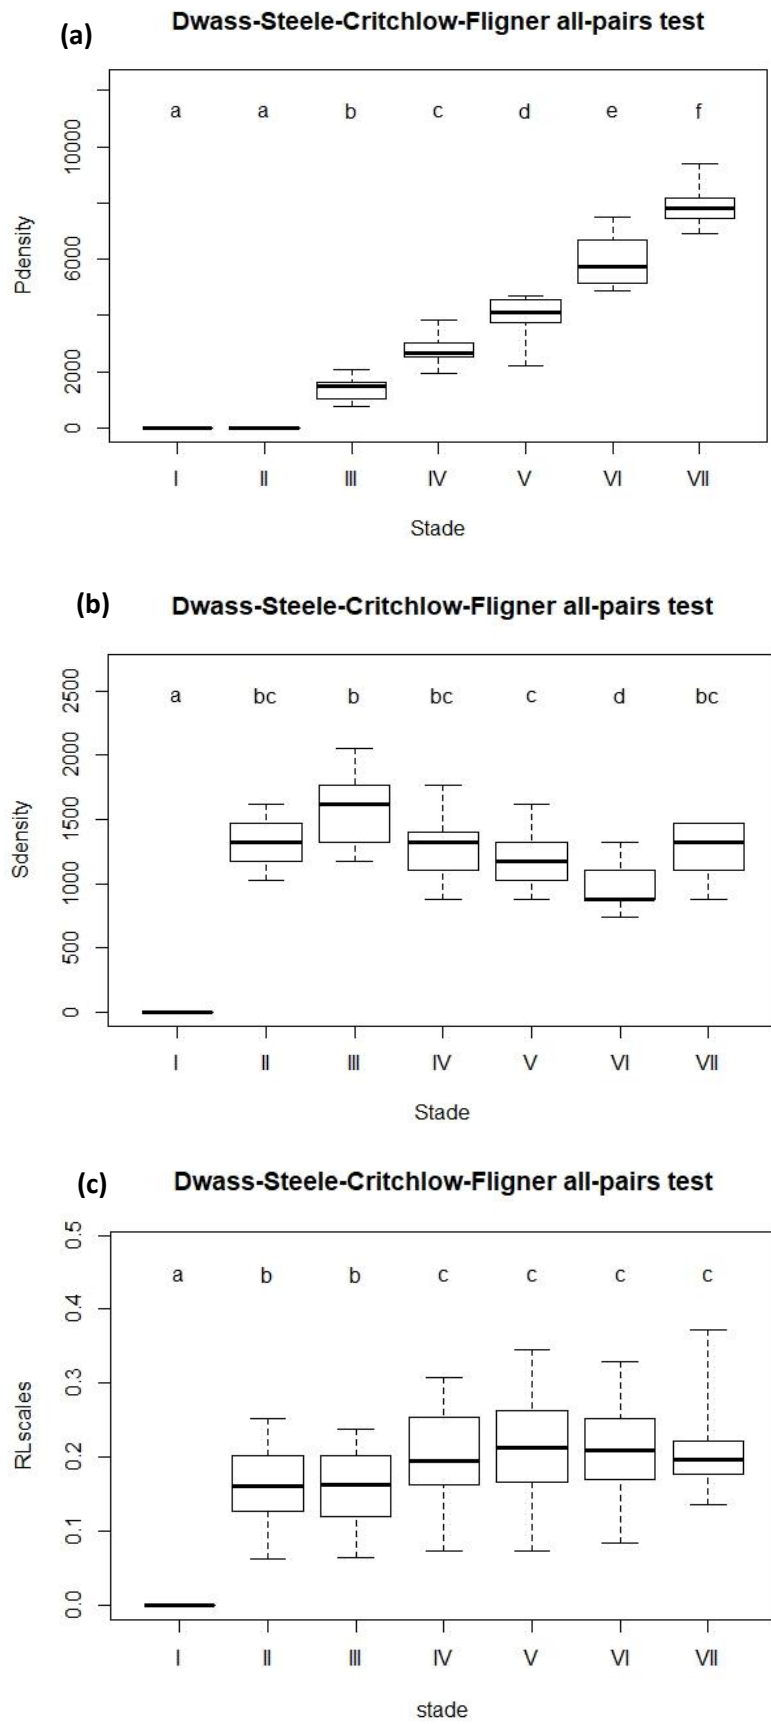 (a) Dwass-Steele-Critchlow-Fligner all-pairs test
a a b c d e f
Pdensity
10000
6000
2000
0
I II III IV V VI VII
Stade
(b) Dwass-Steele-Critchlow-Fligner all-pairs test
a bc b bc c d bc
Sdensity
2500
2000
1500
1000
500
0
I II III IV V VI VII
Stade
(c) Dwass-Steele-Critchlow-Fligner all-pairs test
a b b c c c c
RLscales
0.5
0.4
0.3
0.2
0.1
0.0
I II III IV V VI VII
stade